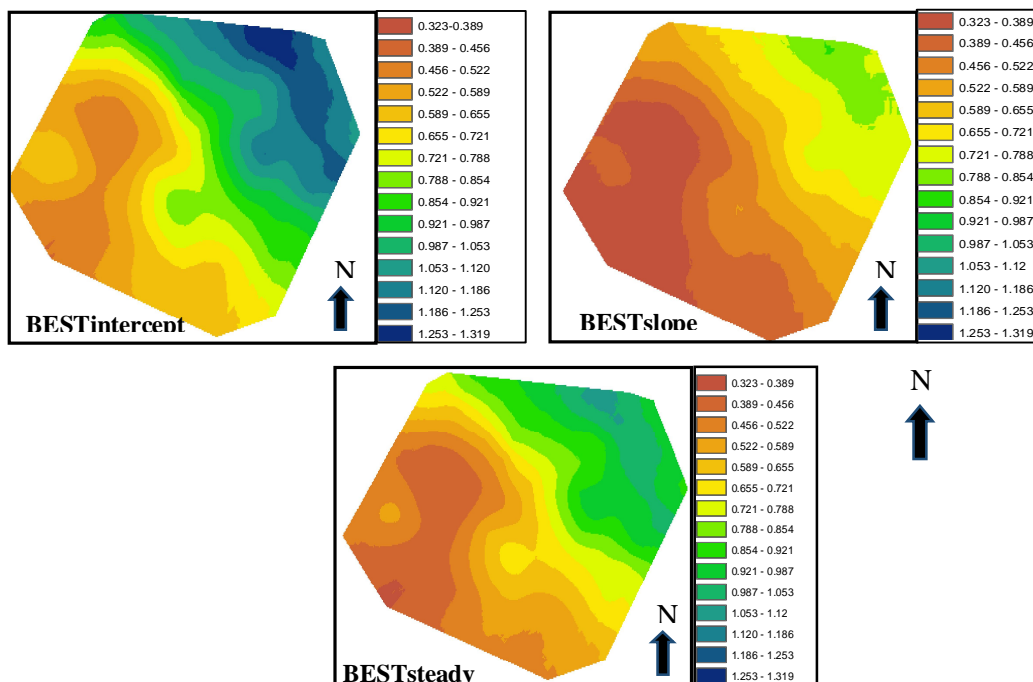 0.323-0.389
0.389 - 0.456
0.456 - 0.522
0.522 - 0.589
0.589 - 0.655
0.655 - 0.721
0.721 - 0.788
0.788 - 0.854
0.854 - 0.921
0.921 - 0.987
0.987 - 1.053
1.053 - 1.120
1.120 - 1.186
1.186 - 1.253
1.253 - 1.319
N
BESTintercept
0.323 - 0.389
0.389 - 0.456
0.456 - 0.522
0.522 - 0.589
0.589 - 0.655
0.655 - 0.721
0.721 - 0.788
0.788 - 0.854
0.854 - 0.921
0.921 - 0.987
0.987 - 1.053
1.053 - 1.12
1.120 - 1.186
1.186 - 1.253
1.253 - 1.319
N
BESTslope
0.323 - 0.389
0.389 - 0.456
0.456 - 0.522
0.522 - 0.589
0.589 - 0.655
0.655 - 0.721
0.721 - 0.788
0.788 - 0.854
0.854 - 0.921
0.921 - 0.987
0.987 - 1.053
1.053 - 1.12
1.120 - 1.186
1.186 - 1.253
1.253 - 1.319
N
BESTsteady
N